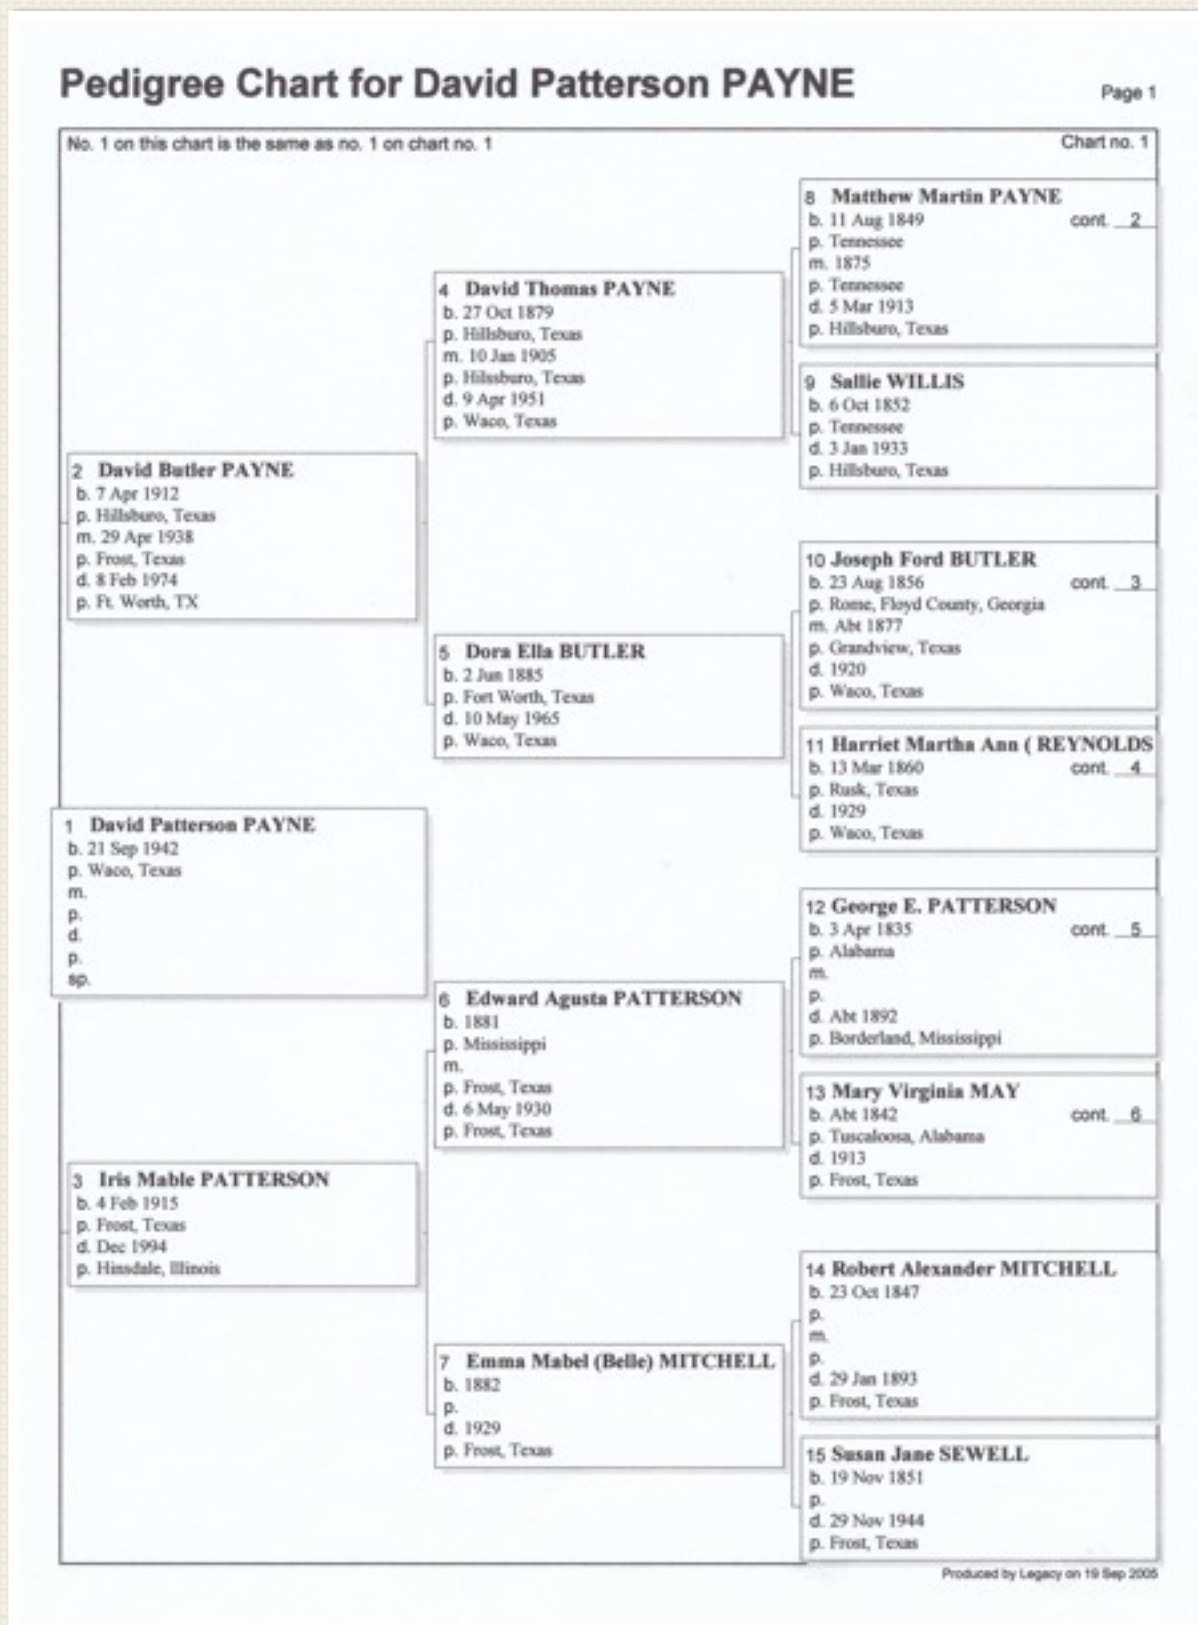 Pedigree Chart for David Patterson PAYNE
Page 1
No. 1 on this chart is the same as no. 1 on chart no. 1
Chart no. 1
8 Matthew Martin PAYNE
b. 11 Aug 1849 cont. 2
p. Tennessee
m. 1875
p. Tennessee
d. 5 Mar 1913
p. Hillsburo, Texas
4 David Thomas PAYNE
b. 27 Oct 1879
p. Hillsburo, Texas
m. 10 Jan 1905
p. Hilssburo, Texas
d. 9 Apr 1951
p. Waco, Texas
9 Sallie WILLIS
b. 6 Oct 1852
p. Tennessee
d. 3 Jan 1933
p. Hillsburo, Texas
2 David Butler PAYNE
b. 7 Apr 1912
p. Hillsburo, Texas
m. 29 Apr 1938
p. Frost, Texas
d. 8 Feb 1974
p. Ft. Worth, TX
10 Joseph Ford BUTLER
b. 23 Aug 1856 cont. 3
p. Rome, Floyd County, Georgia
m. Abt 1877
p. Grandview, Texas
d. 1920
p. Waco, Texas
5 Dora Ella BUTLER
b. 2 Jun 1885
p. Fort Worth, Texas
d. 10 May 1965
p. Waco, Texas
11 Harriet Martha Ann ( REYNOLDS
b. 13 Mar 1860 cont. 4
p. Rusk, Texas
d. 1929
p. Waco, Texas
1 David Patterson PAYNE
b. 21 Sep 1942
p. Waco, Texas
m.
p.
d.
p.
sp.
12 George E. PATTERSON
b. 3 Apr 1835 cont. 5
p. Alabama
m.
p.
d. Abt 1892
p. Borderland, Mississippi
6 Edward Agusta PATTERSON
b. 1881
p. Mississippi
m.
p. Frost, Texas
d. 6 May 1930
p. Frost, Texas
13 Mary Virginia MAY
b. Abt 1842 cont. 6
p. Tuscaloosa, Alabama
d. 1913
p. Frost, Texas
3 Iris Mable PATTERSON
b. 4 Feb 1915
p. Frost, Texas
d. Dec 1994
p. Hinsdale, Illinois
14 Robert Alexander MITCHELL
b. 23 Oct 1847
p.
m.
p.
d. 29 Jan 1893
p. Frost, Texas
7 Emma Mabel (Belle) MITCHELL
b. 1882
p.
d. 1929
p. Frost, Texas
15 Susan Jane SEWELL
b. 19 Nov 1851
p.
d. 29 Nov 1944
p. Frost, Texas
Produced by Legacy on 19 Sep 2005